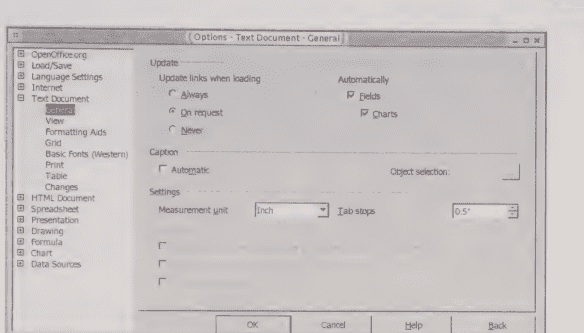 Options - Text Document - General
OpenOffice.org
Load/Save
Language Settings
Internet
Text Document
General
View
Formatting Aids
Grid
Basic Fonts (Western)
Print
Table
Changes
HTML Document
Spreadsheet
Presentation
Drawing
Formula
Chart
Data Sources
Update
Update links when loading
Always
On request
Never
Automatically
Fields
Charts
Caption
Automatic
Object selection:
...
Settings
Measurement unit
Inch
Tab stops
0.5"
OK
Cancel
Help
Back